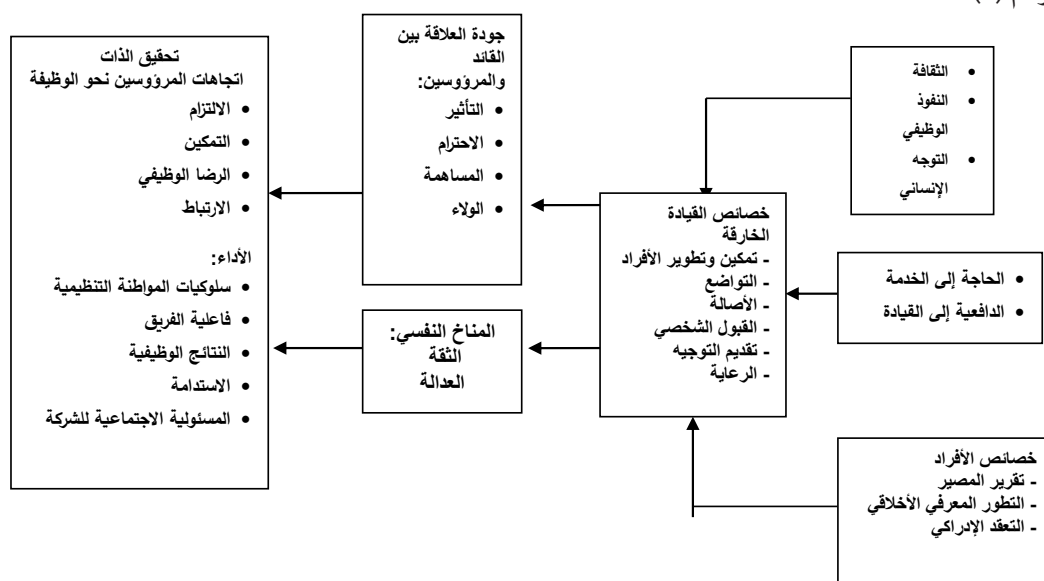 • الثقافة
• النفوذ
الوظيفي
• التوجه
الإنساني
• الحاجة إلى الخدمة
• الدافعية إلى القيادة
خصائص الأفراد
- تقرير المصير
- التطور المعرفي الأخلاقي
- التعقد الإدراكي
خصائص القيادة
الخارقة
- تمكين وتطوير الأفراد
- التواضع
- الأصالة
- القبول الشخصي
- تقديم التوجيه
- الرعاية
جودة العلاقة بين
القائد
والمرؤوسين:
• التأثير
• الاحترام
• المساهمة
• الولاء
المناخ النفسي:
الثقة
العدالة
تحقيق الذات
اتجاهات المرؤوسين نحو الوظيفة
• الالتزام
• التمكين
• الرضا الوظيفي
• الارتباط
الأداء:
• سلوكيات المواطنة التنظيمية
• فاعلية الفريق
• النتائج الوظيفية
• الاستدامة
• المسئولية الاجتماعية للشركة